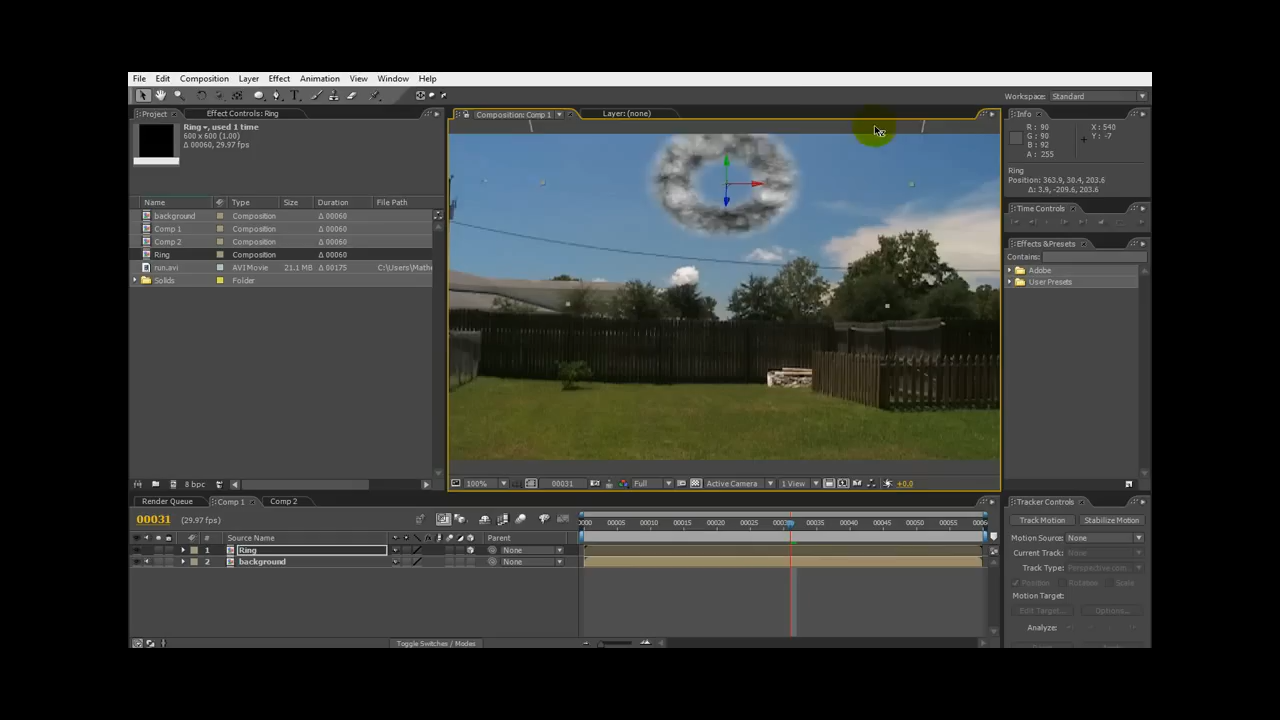 File Edit Composition Layer Effect Animation View Window Help
Workspace: Standard
Project Effect Controls: Ring
Ring, used 1 time
600 x 600 (1.00)
Δ 00060, 29.97 fps
Name Type Size Duration File Path
background Composition Δ 00060
Comp 1 Composition Δ 00060
Comp 2 Composition Δ 00060
Ring Composition Δ 00060
run.avi AVI Movie 21.1 MB Δ 00175 C:\Users\Mathe
Solids Folder
8 bpc
Composition: Comp 1 Layer: (none)
100% 00031 Full Active Camera 1 View +0.0
Info
R: 90 X: 540
G: 90 Y: -7
B: 92
A: 255
Ring
Position: 363.9, 30.4, 203.6
Δ: 3.9, -209.6, 203.6
Time Controls
Effects & Presets
Contains:
Adobe
User Presets
Render Queue Comp 1 Comp 2
00031 (29.97 fps)
# Source Name Parent
1 Ring None
2 background None
0000 00005 00010 00015 00020 00025 00035 00040 00045 00050 00055 0006
Toggle Switches / Modes
Tracker Controls
Track Motion Stabilize Motion
Motion Source: None
Current Track: None
Track Type: Perspective corn
Position Rotation Scale
Motion Target:
Edit Target... Options...
Analyze: